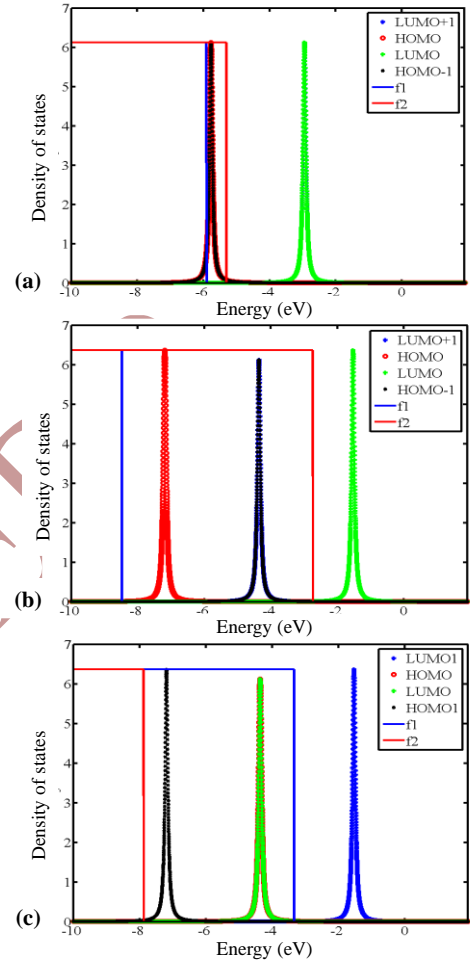 7
6
5
4
3
2
1
0
Density of states
LUMO+1
HOMO
LUMO
HOMO-1
f1
f2
(a)
-10 -8 -6 -4 -2 0
Energy (eV)
7
6
5
4
3
2
1
0
Density of states
LUMO+1
HOMO
LUMO
HOMO-1
f1
f2
(b)
-10 -8 -6 -4 -2 0
Energy (eV)
7
6
5
4
3
2
1
0
Density of states
LUMO1
HOMO
LUMO
HOMO1
f1
f2
(c)
-10 -8 -6 -4 -2 0
Energy (eV)